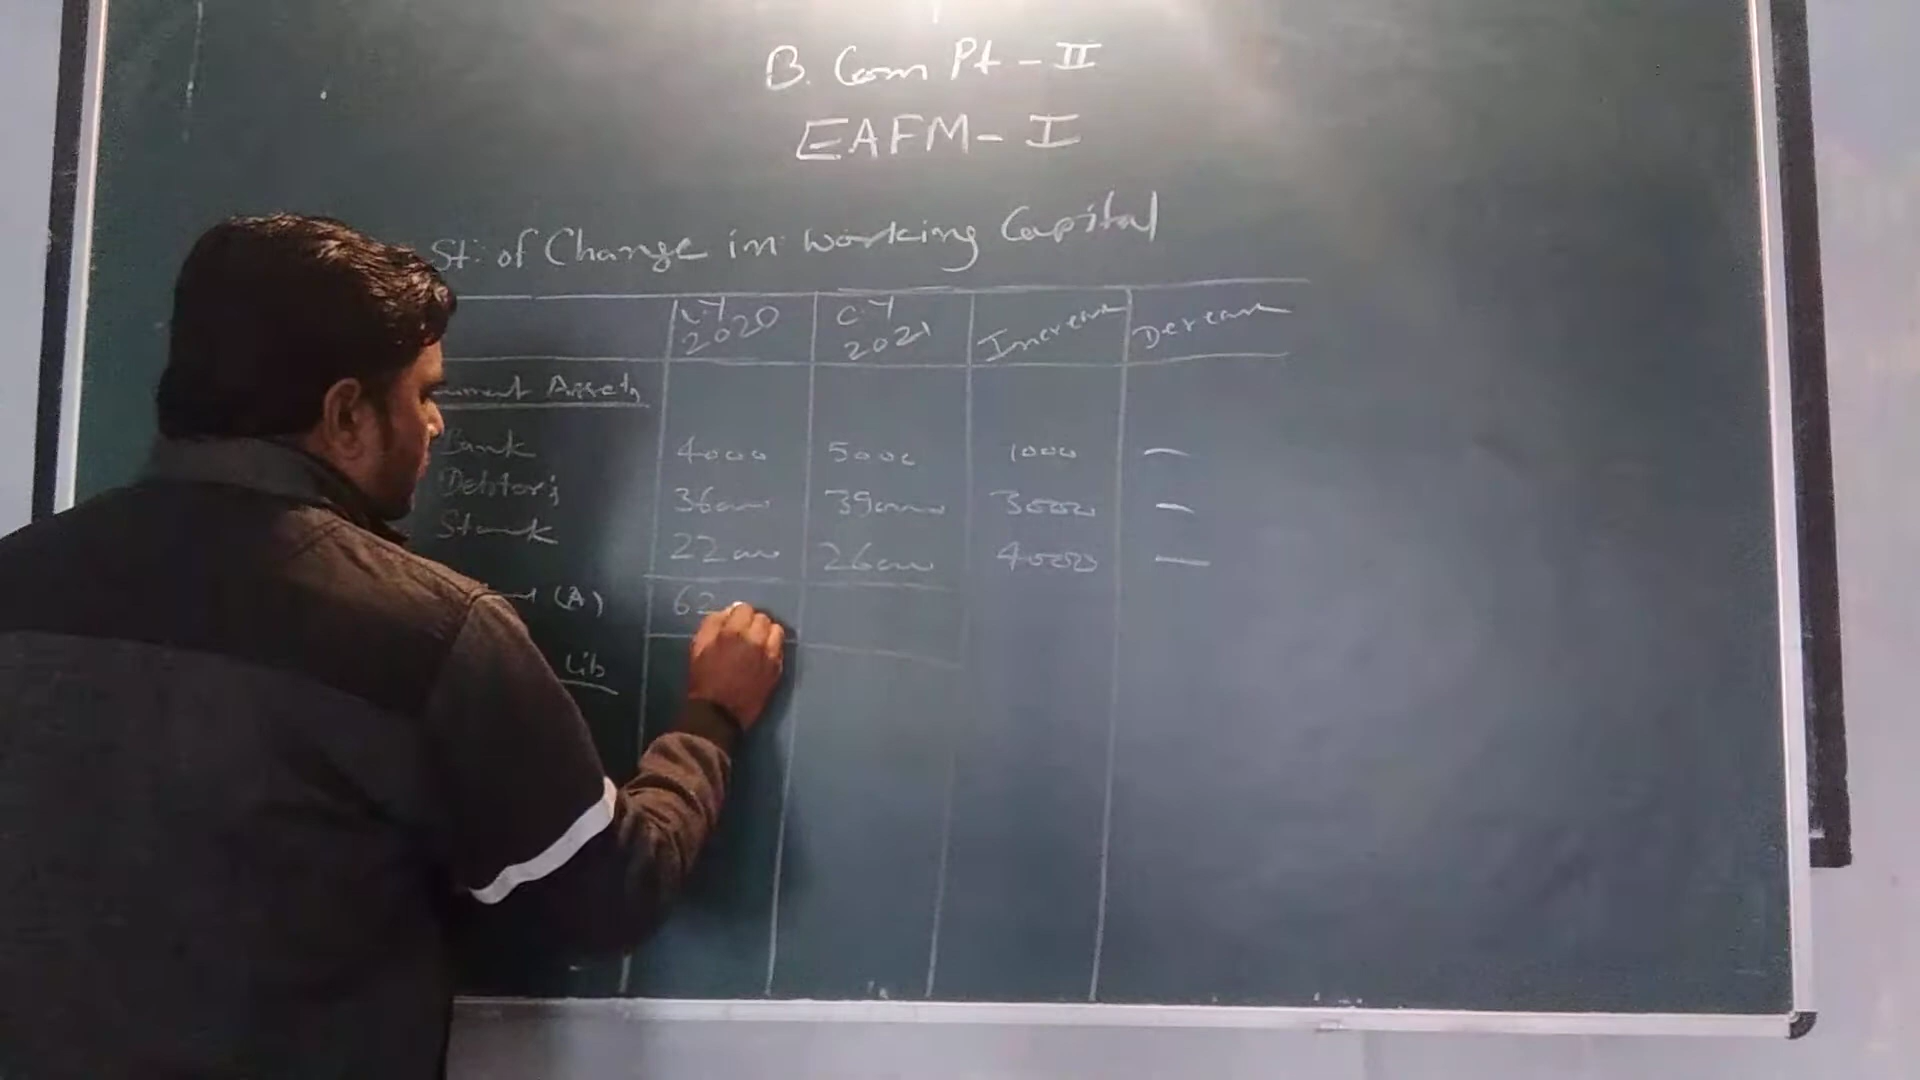 B. Com Pt - II
EAFM - I
St. of Change in Working Capital
L.Y 2020 C.Y 2021 Increase Decrease
Assets
Bank 4000 5000 1000 —
Debtor's 36000 39000 3000 —
Stock 22000 26000 4000 —
(A) 62
Lib